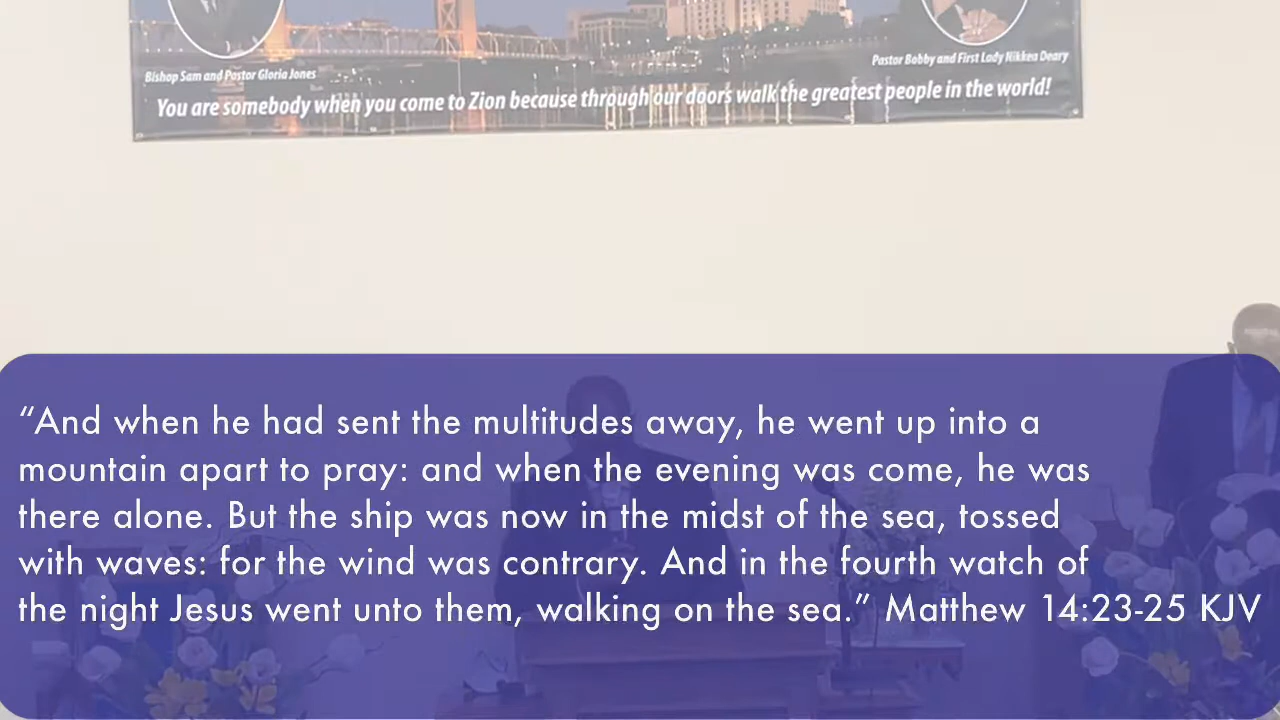 Bishop Sam and Pastor Gloria Jones
Pastor Bobby and First Lady Nikkea Deary
You are somebody when you come to Zion because through our doors walk the greatest people in the world!
“And when he had sent the multitudes away, he went up into a
mountain apart to pray: and when the evening was come, he was
there alone. But the ship was now in the midst of the sea, tossed
with waves: for the wind was contrary. And in the fourth watch of
the night Jesus went unto them, walking on the sea.” Matthew 14:23-25 KJV